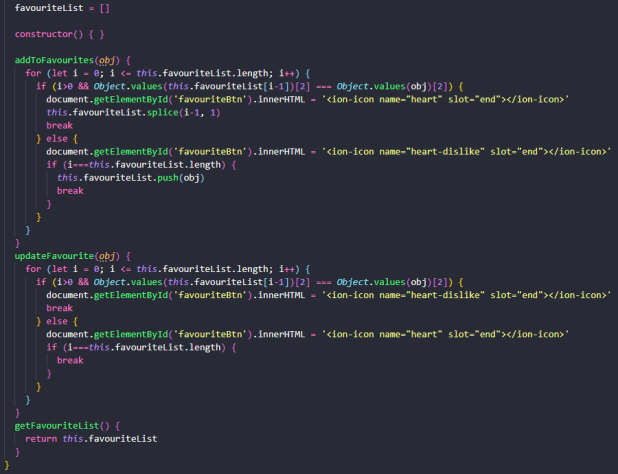 favouriteList = []
constructor() { }
addToFavourites(obj) {
for (let i = 0; i <= this.favouriteList.length; i++) {
if (i>0 && Object.values(this.favouriteList[i-1])[2] === Object.values(obj)[2]) {
document.getElementById('favouriteBtn').innerHTML = '<ion-icon name="heart" slot="end"></ion-icon>'
this.favouriteList.splice(i-1, 1)
break
} else {
document.getElementById('favouriteBtn').innerHTML = '<ion-icon name="heart-dislike" slot="end"></ion-icon>'
if (i===this.favouriteList.length) {
this.favouriteList.push(obj)
break
}
}
}
}
updateFavourite(obj) {
for (let i = 0; i <= this.favouriteList.length; i++) {
if (i>0 && Object.values(this.favouriteList[i-1])[2] === Object.values(obj)[2]) {
document.getElementById('favouriteBtn').innerHTML = '<ion-icon name="heart-dislike" slot="end"></ion-icon>'
break
} else {
document.getElementById('favouriteBtn').innerHTML = '<ion-icon name="heart" slot="end"></ion-icon>'
if (i===this.favouriteList.length) {
break
}
}
}
}
getFavouriteList() {
return this.favouriteList
}
}